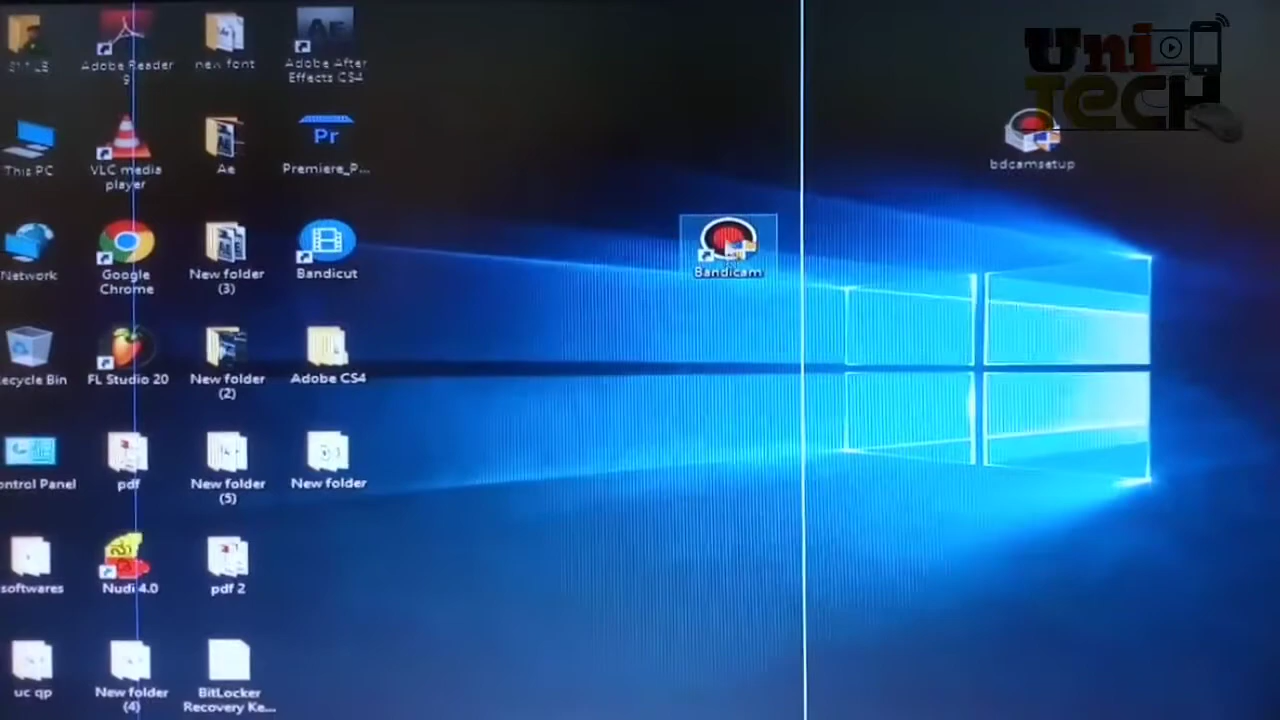 Uni
TECH
Adobe Reader
9
new font
Adobe After
Effects CS4
This PC
VLC media
player
Ae
Pr
Premiere_P...
bdcamsetup
Network
Google
Chrome
New folder
(3)
Bandicut
Bandicam
ecycle Bin
FL Studio 20
New folder
(2)
Adobe CS4
ontrol Panel
pdf
New folder
(5)
New folder
softwares
Nudi 4.0
pdf 2
uc qp
New folder
(4)
BitLocker
Recovery Ke...